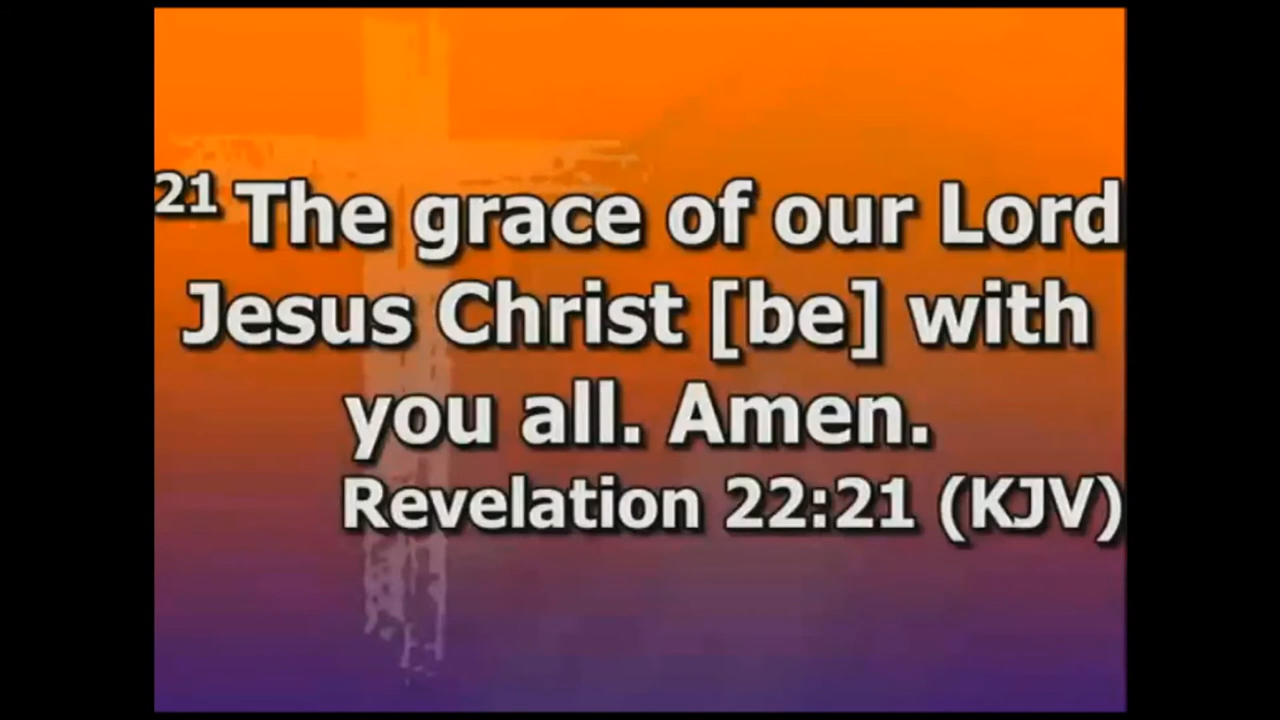 21 The grace of our Lord
Jesus Christ [be] with
you all. Amen.
Revelation 22:21 (KJV)